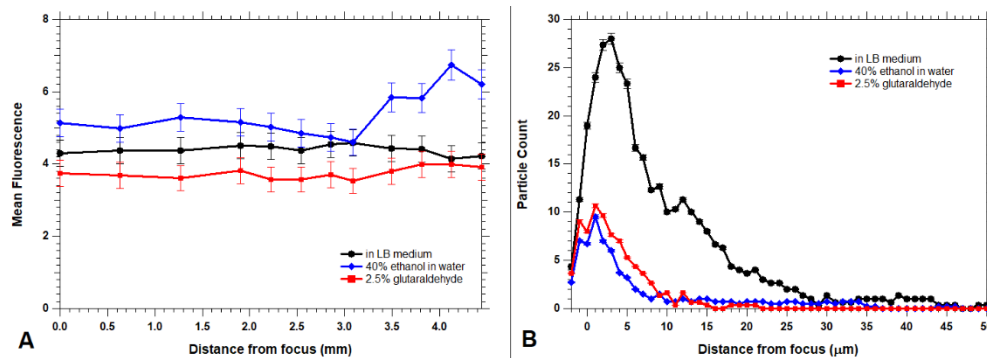 8
6
4
2
0
Mean Fluorescence
0.0 0.5 1.0 1.5 2.0 2.5 3.0 3.5 4.0
Distance from focus (mm)
in LB medium
40% ethanol in water
2.5% glutaraldehyde
A
30
25
20
15
10
5
0
Particle Count
0 5 10 15 20 25 30 35 40 45 50
Distance from focus (μm)
in LB medium
40% ethanol in water
2.5% glutaraldehyde
B